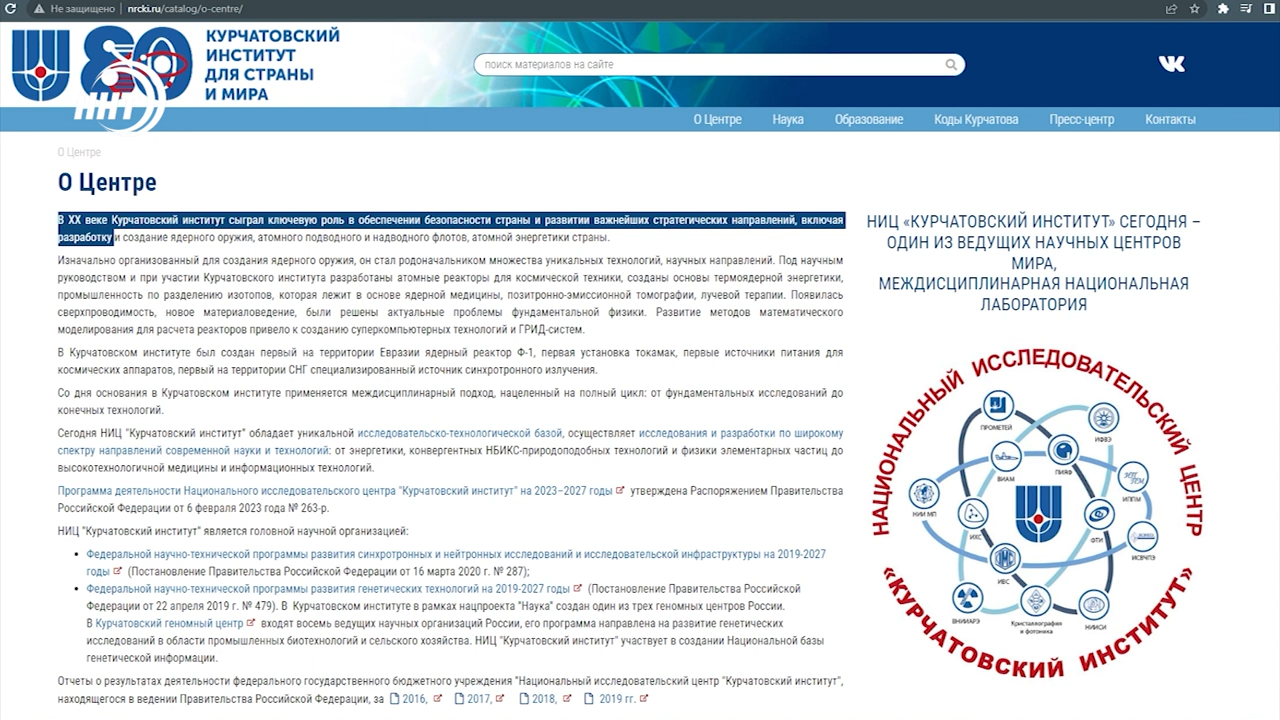 Не защищено | nrcki.ru/catalog/o-centre/
80
КУРЧАТОВСКИЙ
ИНСТИТУТ
ДЛЯ СТРАНЫ
И МИРА
ННТ
поиск материалов на сайте
О Центре Наука Образование Коды Курчатова Пресс-центр Контакты
О Центре
О Центре
В XX веке Курчатовский институт сыграл ключевую роль в обеспечении безопасности страны и развитии важнейших стратегических направлений, включая
разработку и создание ядерного оружия, атомного подводного и надводного флотов, атомной энергетики страны.
Изначально организованный для создания ядерного оружия, он стал родоначальником множества уникальных технологий, научных направлений. Под научным
руководством и при участии Курчатовского института разработаны атомные реакторы для космической техники, созданы основы термоядерной энергетики,
промышленность по разделению изотопов, которая лежит в основе ядерной медицины, позитронно-эмиссионной томографии, лучевой терапии. Появилась
сверхпроводимость, новое материаловедение, были решены актуальные проблемы фундаментальной физики. Развитие методов математического
моделирования для расчета реакторов привело к созданию суперкомпьютерных технологий и ГРИД-систем.
В Курчатовском институте был создан первый на территории Евразии ядерный реактор Ф-1, первая установка токамак, первые источники питания для
космических аппаратов, первый на территории СНГ специализированный источник синхротронного излучения.
Со дня основания в Курчатовском институте применяется междисциплинарный подход, нацеленный на полный цикл: от фундаментальных исследований до
конечных технологий.
Сегодня НИЦ "Курчатовский институт" обладает уникальной исследовательско-технологической базой, осуществляет исследования и разработки по широкому
спектру направлений современной науки и технологий: от энергетики, конвергентных НБИКС-природоподобных технологий и физики элементарных частиц до
высокотехнологичной медицины и информационных технологий.
Программа деятельности Национального исследовательского центра "Курчатовский институт" на 2023–2027 годы утверждена Распоряжением Правительства
Российской Федерации от 6 февраля 2023 года № 263-р.
НИЦ "Курчатовский институт" является головной научной организацией:
• Федеральной научно-технической программы развития синхротронных и нейтронных исследований и исследовательской инфраструктуры на 2019-2027
годы (Постановление Правительства Российской Федерации от 16 марта 2020 г. № 287);
• Федеральной научно-технической программы развития генетических технологий на 2019-2027 годы (Постановление Правительства Российской
Федерации от 22 апреля 2019 г. № 479). В Курчатовском институте в рамках нацпроекта "Наука" создан один из трех геномных центров России.
В Курчатовский геномный центр входят восемь ведущих научных организаций России, его программа направлена на развитие генетических
исследований в области промышленных биотехнологий и сельского хозяйства. НИЦ "Курчатовский институт" участвует в создании Национальной базы
генетической информации.
Отчеты о результатах деятельности федерального государственного бюджетного учреждения "Национальный исследовательский центр "Курчатовский институт",
находящегося в ведении Правительства Российской Федерации, за 2016, 2017, 2018, 2019 гг.
НИЦ «КУРЧАТОВСКИЙ ИНСТИТУТ» СЕГОДНЯ –
ОДИН ИЗ ВЕДУЩИХ НАУЧНЫХ ЦЕНТРОВ
МИРА,
МЕЖДИСЦИПЛИНАРНАЯ НАЦИОНАЛЬНАЯ
ЛАБОРАТОРИЯ
НАЦИОНАЛЬНЫЙ ИССЛЕДОВАТЕЛЬСКИЙ ЦЕНТР
ПРОМЕТЕЙ
ИФВЭ
ВИАМ
ПИЯФ
ИППМ
НИИ МП
ИХС
ФТИ
ИСВЧПЭ
ИВС
ВНИИАРЭ
Кристаллография
и фотоника
НИИСИ
«КУРЧАТОВСКИЙ ИНСТИТУТ»